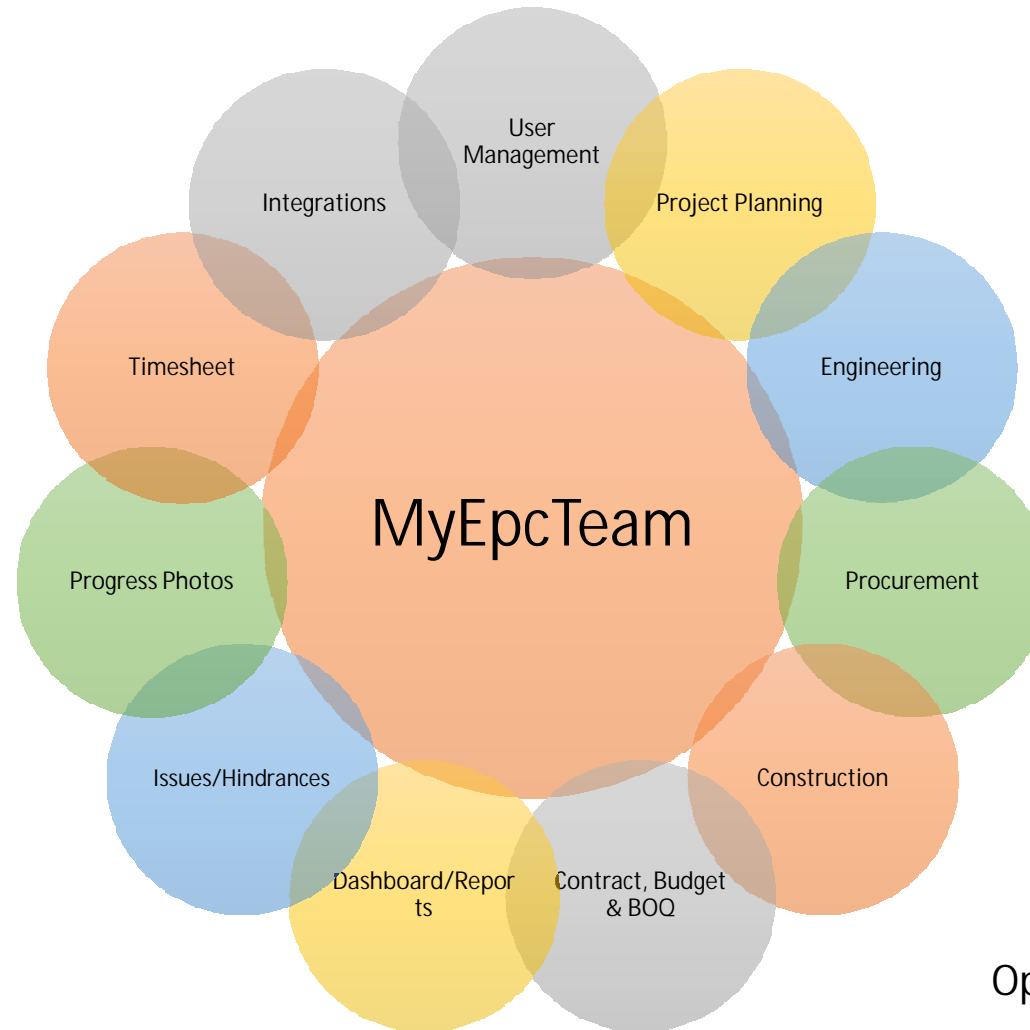 User
Management
Project Planning
Engineering
Procurement
Construction
Contract, Budget
& BOQ
Dashboard/Repor
ts
Issues/Hindrances
Progress Photos
Timesheet
Integrations
MyEpcTeam
Op